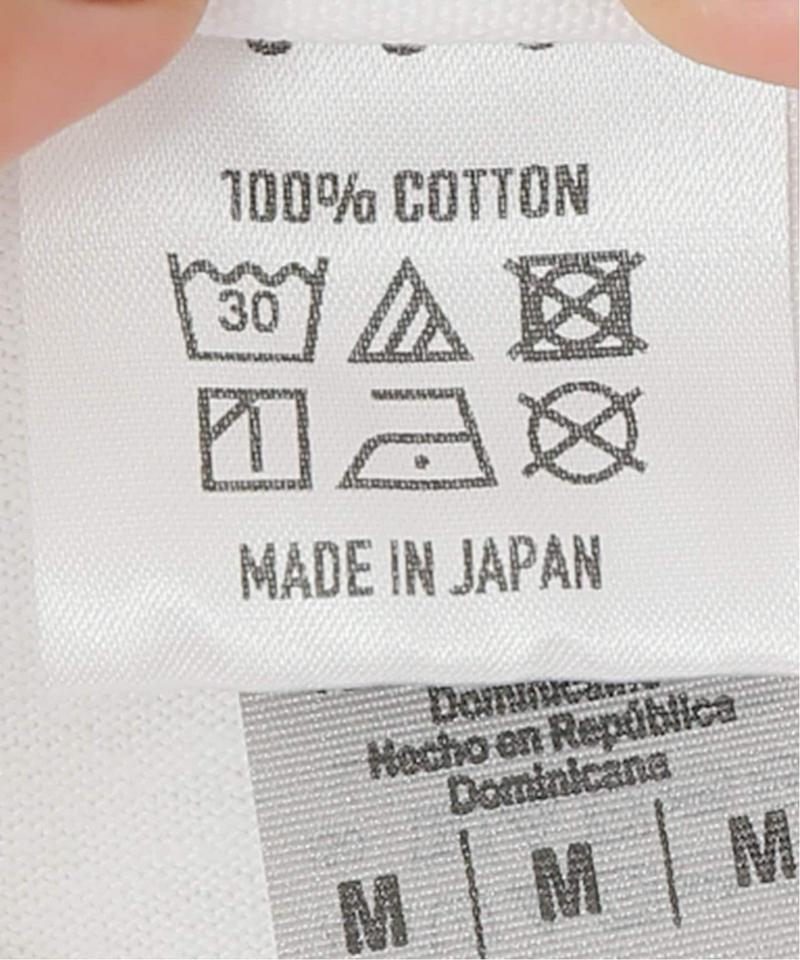 100% COTTON
30
MADE IN JAPAN
Hecho en República
Dominicana
M | M | M